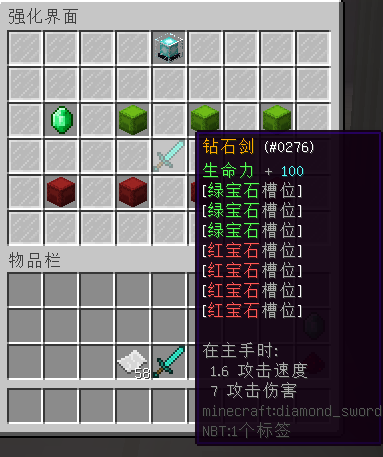 强化界面
钻石剑 (#0276)
生命力 + 100
[绿宝石槽位]
[绿宝石槽位]
[绿宝石槽位]
[红宝石槽位]
[红宝石槽位]
[红宝石槽位]
[红宝石槽位]
物品栏
在主手时:
1.6 攻击速度
7 攻击伤害
58
minecraft:diamond_sword
NBT:1个标签